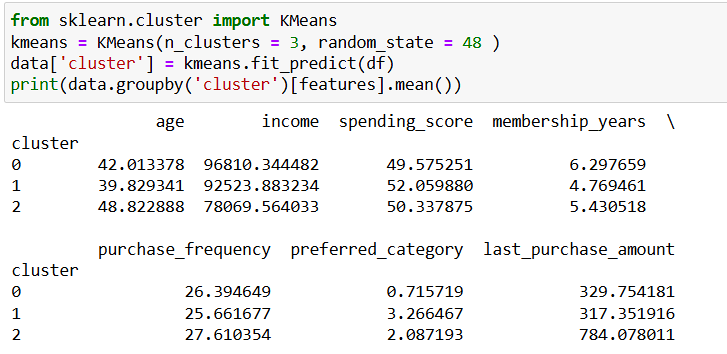 from sklearn.cluster import KMeans
kmeans = KMeans(n_clusters = 3, random_state = 48 )
data['cluster'] = kmeans.fit_predict(df)
print(data.groupby('cluster')[features].mean())
age income spending_score membership_years \
cluster
0 42.013378 96810.344482 49.575251 6.297659
1 39.829341 92523.883234 52.059880 4.769461
2 48.822888 78069.564033 50.337875 5.430518
purchase_frequency preferred_category last_purchase_amount
cluster
0 26.394649 0.715719 329.754181
1 25.661677 3.266467 317.351916
2 27.610354 2.087193 784.078011